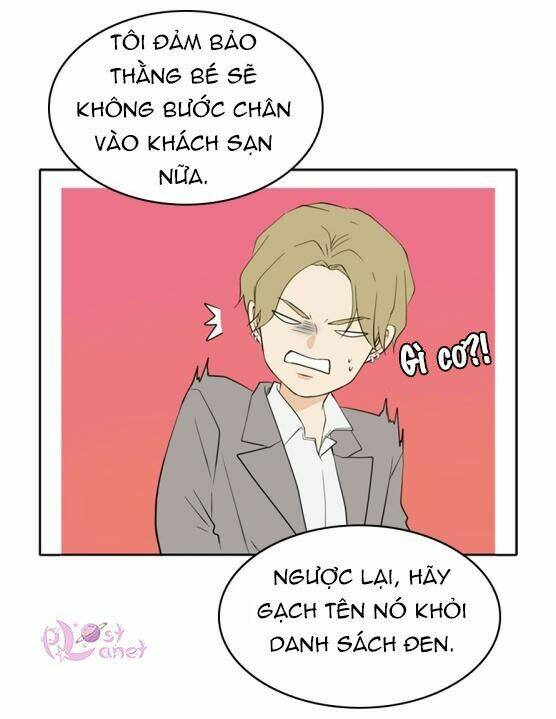 TÔI ĐẢM BẢO
THẰNG BÉ SẼ
KHÔNG BƯỚC CHÂN
VÀO KHÁCH SẠN
NỮA.
GÌ CƠ?!
NGƯỢC LẠI, HÃY
GẠCH TÊN NÓ KHỎI
DANH SÁCH ĐEN.
Lost
Planet